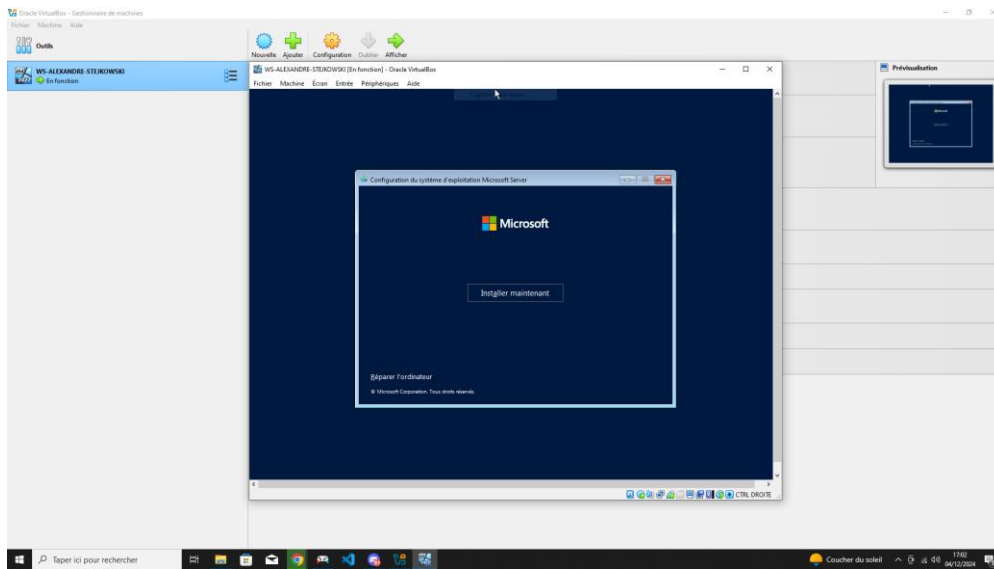 Oracle VirtualBox - Gestionnaire de machines
Fichier Machine Aide
Outils
Nouvelle Ajouter Configuration Oublier Afficher
WS-ALEXANDRE-STEJKOWSKI
En fonction
WS-ALEXANDRE-STEJKOWSKI [En fonction] - Oracle VirtualBox
Fichier Machine Écran Entrée Périphériques Aide
Prévisualisation
Configuration du système d'exploitation Microsoft Server
Microsoft
Installer maintenant
Réparer l'ordinateur
© Microsoft Corporation. Tous droits réservés.
CTRL DROITE
Taper ici pour rechercher
Coucher du soleil
17:02
04/12/2024